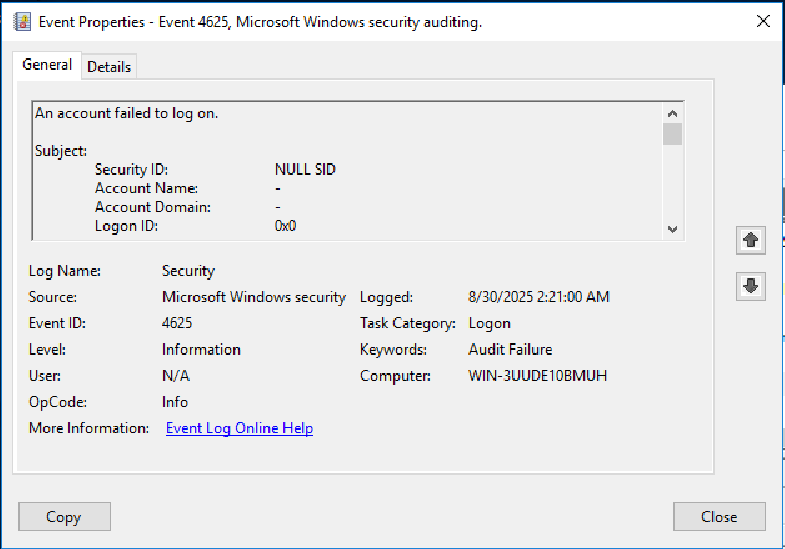 Event Properties - Event 4625, Microsoft Windows security auditing.
General Details
An account failed to log on.
Subject:
Security ID: NULL SID
Account Name: -
Account Domain: -
Logon ID: 0x0
Log Name: Security
Source: Microsoft Windows security Logged: 8/30/2025 2:21:00 AM
Event ID: 4625 Task Category: Logon
Level: Information Keywords: Audit Failure
User: N/A Computer: WIN-3UUDE10BMUH
OpCode: Info
More Information: Event Log Online Help
Copy Close